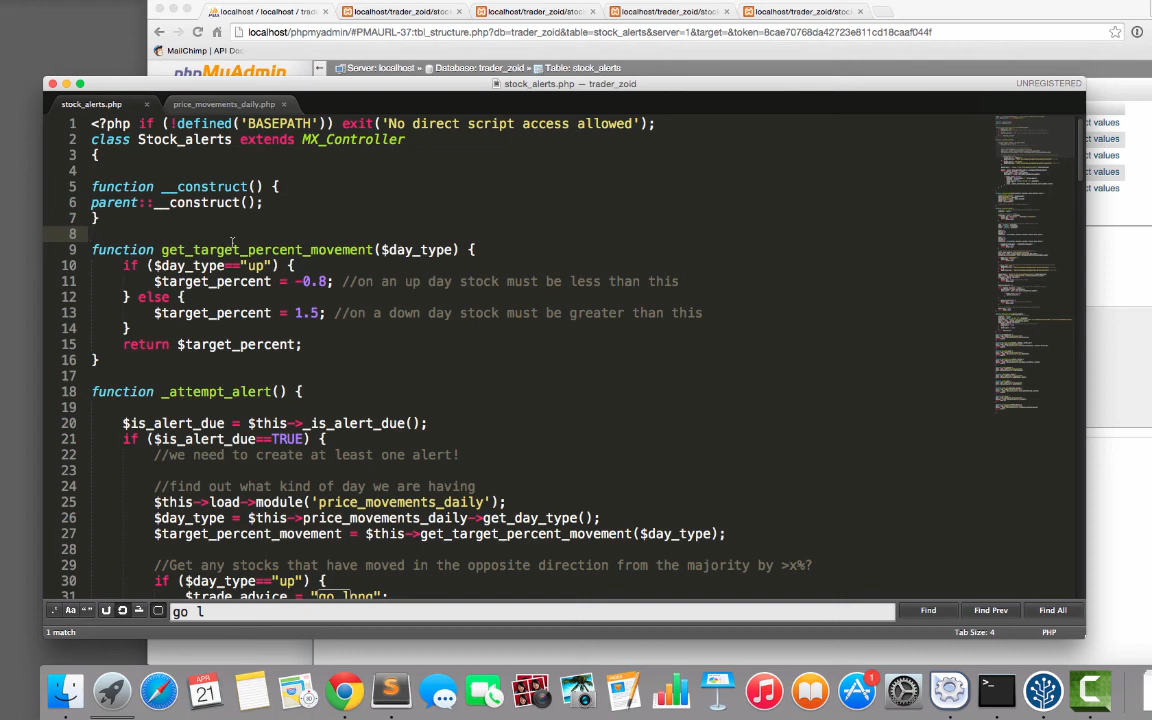 localhost / localhost / trad
localhost/trader_zoid/stoc
localhost/trader_zoid/stoc
localhost/trader_zoid/stoc
localhost/trader_zoid/stoc
localhost/phpmyadmin/#PMAURL-37:tbl_structure.php?db=trader_zoid&table=stock_alerts&server=1&target=&token=8cae70768da42723e811cd18caaf044f
MailChimp | API Do
phpMyAdmin
Server: localhost » Database: trader_zoid » Table: stock_alerts
stock_alerts.php — trader_zoid
UNREGISTERED
stock_alerts.php
price_movements_daily.php
1 <?php if (!defined('BASEPATH')) exit('No direct script access allowed');
2 class Stock_alerts extends MX_Controller
3 {
4
5 function __construct() {
6 parent::__construct();
7 }
8
9 function get_target_percent_movement($day_type) {
10     if ($day_type=="up") {
11         $target_percent = -0.8; //on an up day stock must be less than this
12     } else {
13         $target_percent = 1.5; //on a down day stock must be greater than this
14     }
15     return $target_percent;
16 }
17
18 function _attempt_alert() {
19
20     $is_alert_due = $this->_is_alert_due();
21     if ($is_alert_due==TRUE) {
22         //we need to create at least one alert!
23
24         //find out what kind of day we are having
25         $this->load->module('price_movements_daily');
26         $day_type = $this->price_movements_daily->get_day_type();
27         $target_percent_movement = $this->get_target_percent_movement($day_type);
28
29         //Get any stocks that have moved in the opposite direction from the majority by >x%?
30         if ($day_type=="up") {
31             $trade_advice = "go long";
ct values
ct values
ct values
ct values
ct values
.*
Aa
“”
go l
Find
Find Prev
Find All
1 match
Tab Size: 4
PHP
APR
21
1